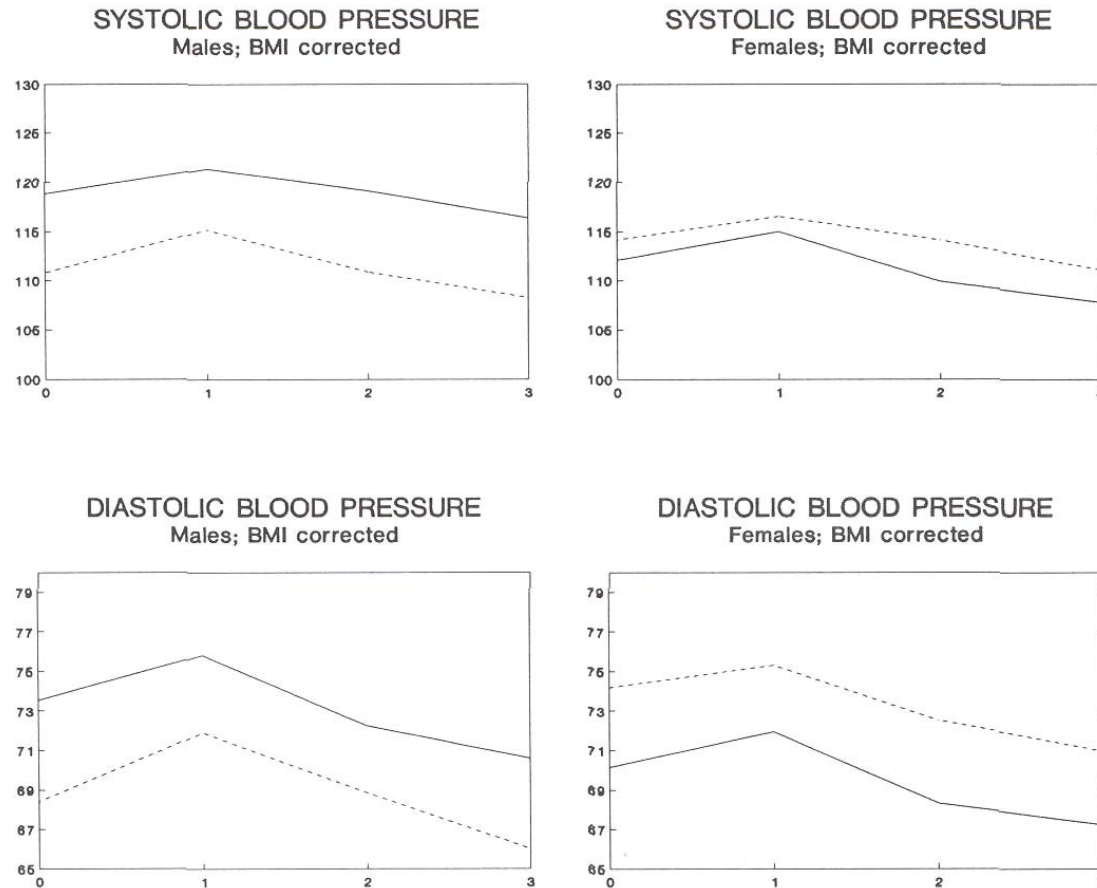 SYSTOLIC BLOOD PRESSURE
Males; BMI corrected
130
125
120
115
110
105
100
0 1 2 3
SYSTOLIC BLOOD PRESSURE
Females; BMI corrected
130
125
120
115
110
105
100
0 1 2
DIASTOLIC BLOOD PRESSURE
Males; BMI corrected
79
77
75
73
71
69
67
65
0 1 2 3
DIASTOLIC BLOOD PRESSURE
Females; BMI corrected
79
77
75
73
71
69
67
65
0 1 2